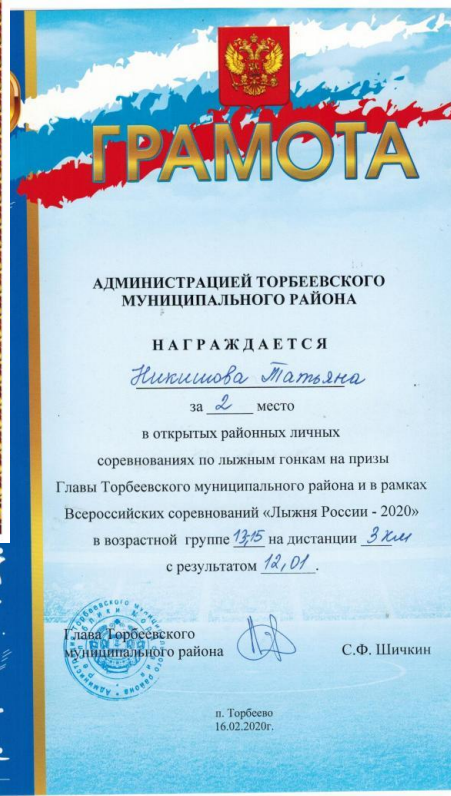 ГРАМОТА
АДМИНИСТРАЦИЕЙ ТОРБЕЕВСКОГО
МУНИЦИПАЛЬНОГО РАЙОНА
НАГРАЖДАЕТСЯ
Никишова Татьяна
за 2 место
в открытых районных личных
соревнованиях по лыжным гонкам на призы
Главы Торбеевского муниципального района и в рамках
Всероссийских соревнований «Лыжня России - 2020»
в возрастной группе 13,15 на дистанции 3 км
с результатом 12,01.
Глава Торбеевского
муниципального района С.Ф. Шичкин
п. Торбеево
16.02.2020г.